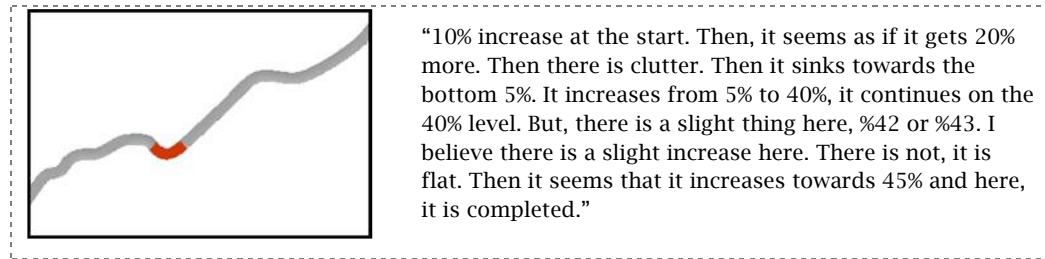 “10% increase at the start. Then, it seems as if it gets 20%
more. Then there is clutter. Then it sinks towards the
bottom 5%. It increases from 5% to 40%, it continues on the
40% level. But, there is a slight thing here, %42 or %43. I
believe there is a slight increase here. There is not, it is
flat. Then it seems that it increases towards 45% and here,
it is completed.”